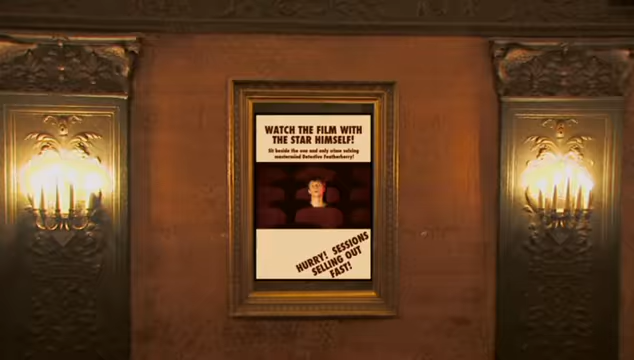 WATCH THE FILM WITH
THE STAR HIMSELF!
Sit beside the one and only crime solving
mastermind Detective Featherberry!
HURRY! SESSIONS
SELLING OUT
FAST!